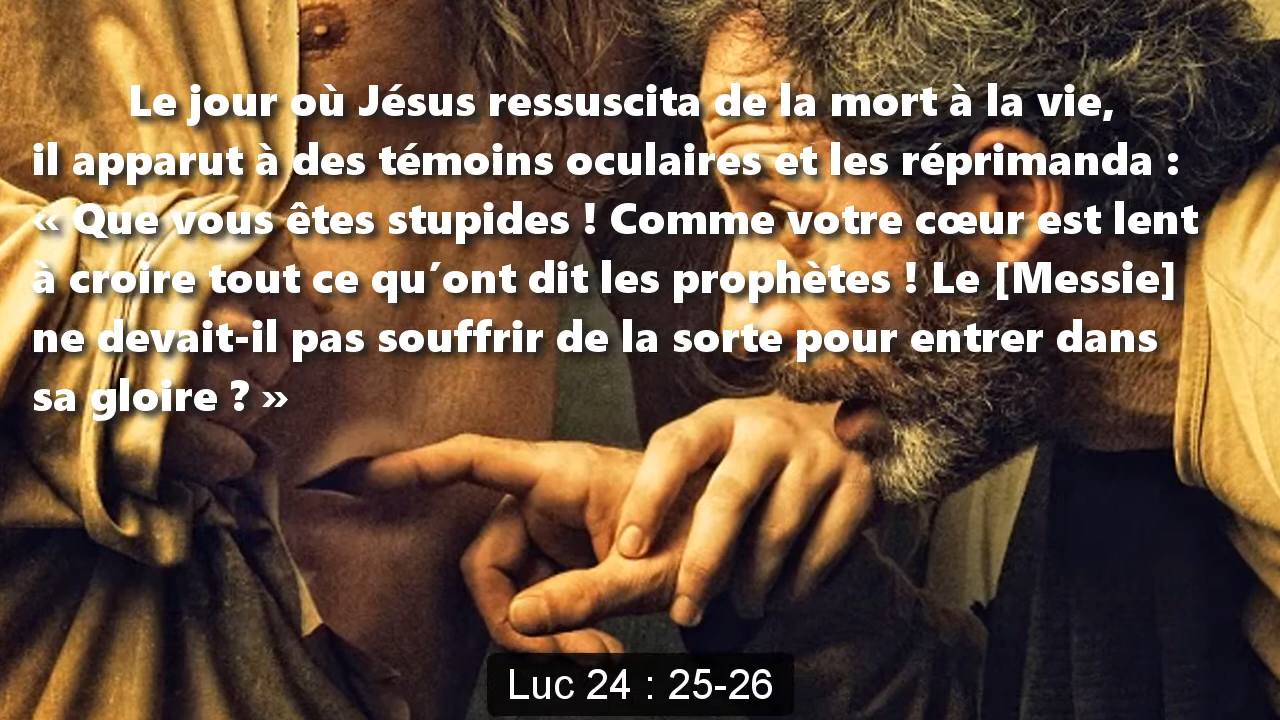 Le jour où Jésus ressuscita de la mort à la vie,
il apparut à des témoins oculaires et les réprimanda :
« Que vous êtes stupides ! Comme votre cœur est lent
à croire tout ce qu’ont dit les prophètes ! Le [Messie]
ne devait-il pas souffrir de la sorte pour entrer dans
sa gloire ? »
Luc 24 : 25-26